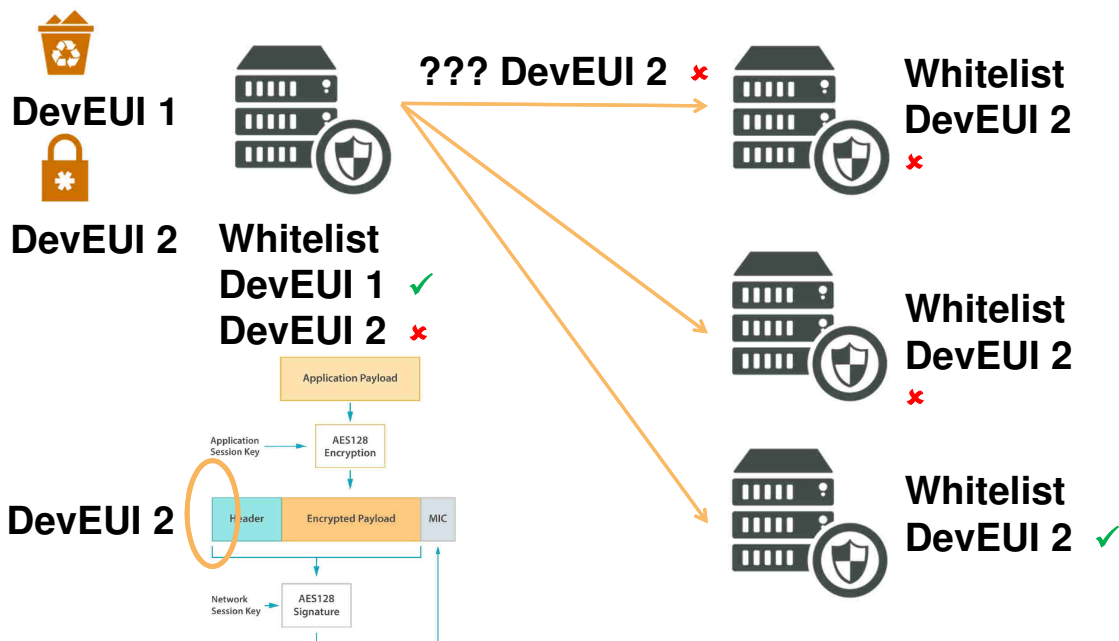 DevEUI 1
DevEUI 2
??? DevEUI 2 ×
Whitelist
DevEUI 1 ✓
DevEUI 2 ×
Whitelist
DevEUI 2
×
Whitelist
DevEUI 2
×
Whitelist
DevEUI 2 ✓
Application Payload
Application
Session Key
AES128
Encryption
DevEUI 2
Header
Encrypted Payload
MIC
Network
Session Key
AES128
Signature